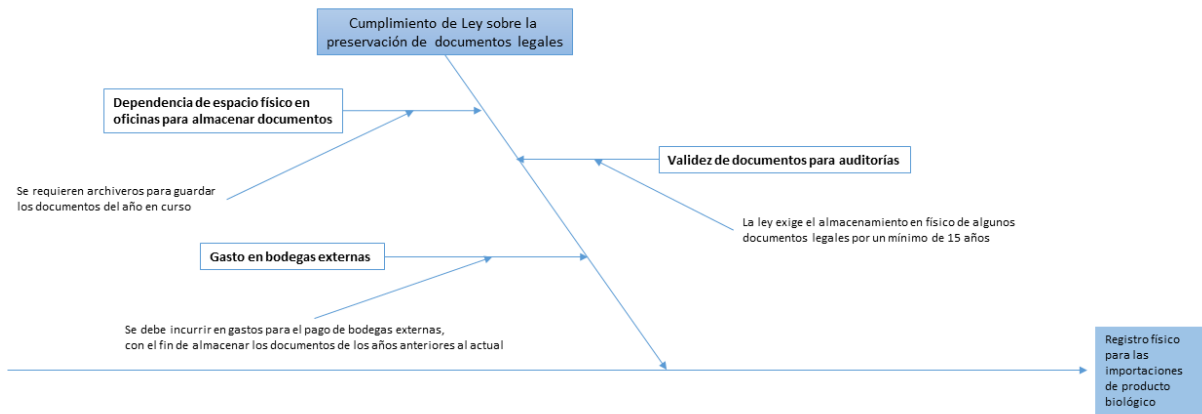 Cumplimiento de Ley sobre la
preservación de documentos legales
Dependencia de espacio físico en
oficinas para almacenar documentos
Validez de documentos para auditorías
Se requieren archiveros para guardar
los documentos del año en curso
La ley exige el almacenamiento en físico de algunos
documentos legales por un mínimo de 15 años
Gasto en bodegas externas
Se debe incurrir en gastos para el pago de bodegas externas,
con el fin de almacenar los documentos de los años anteriores al actual
Registro físico
para las
importaciones
de producto
biológico